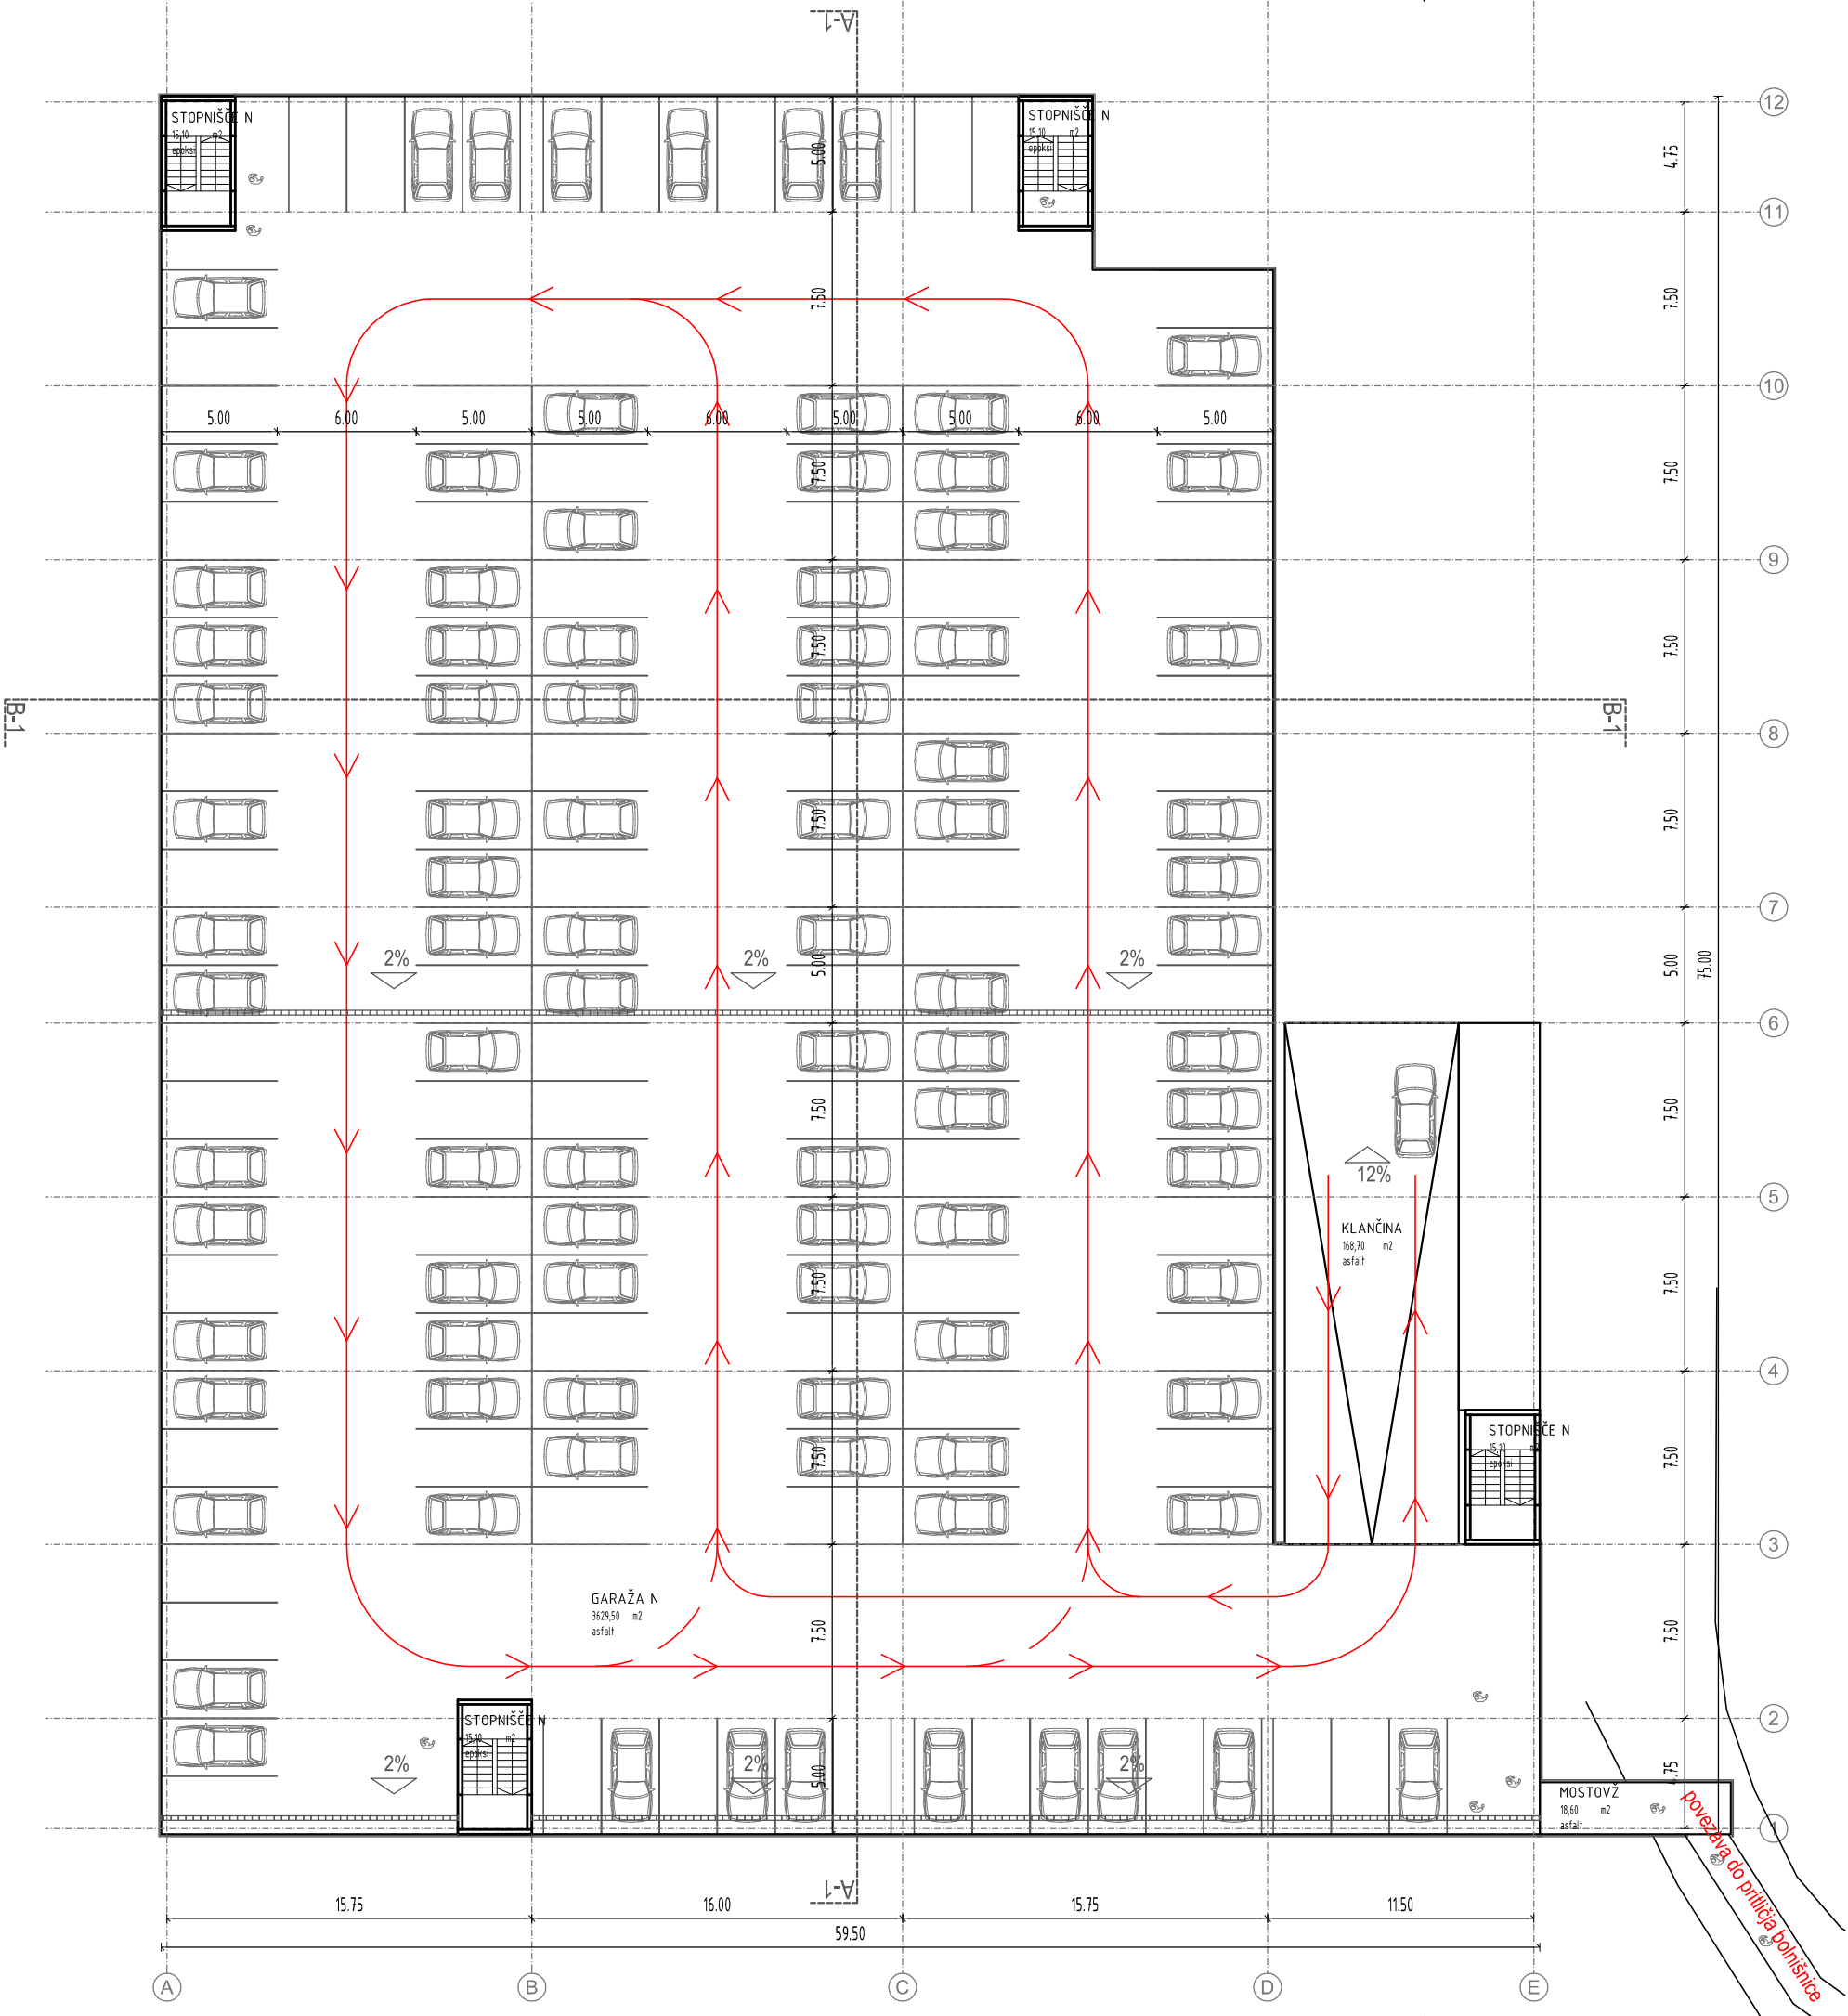 A-1
STOPNIŠČE N
15,10 m2
epoksi
STOPNIŠČE N
15,10 m2
epoksi
12
5.00
4.75
11
7.50
7.50
10
5.00 6.00 5.00 5.00 6.00 5.00 5.00 6.00 5.00
7.50
7.50
9
7.50
7.50
B-1
B-1
8
7.50
7.50
7
2% 2% 2%
5.00
5.00
75.00
6
7.50
7.50
12%
5
KLANČINA
168,70 m2
asfalt
7.50
7.50
4
STOPNIŠČE N
15,10 m2
epoksi
7.50
7.50
3
GARAŽA N
3629,50 m2
asfalt
7.50
7.50
2
STOPNIŠČE N
15,10 m2
epoksi
2% 2% 2%
5.00
4.75
MOSTOVŽ
18,60 m2
asfalt
1
povezava do pritličja bolnišnice
A-1
15.75 16.00 15.75 11.50
59.50
A B C D E